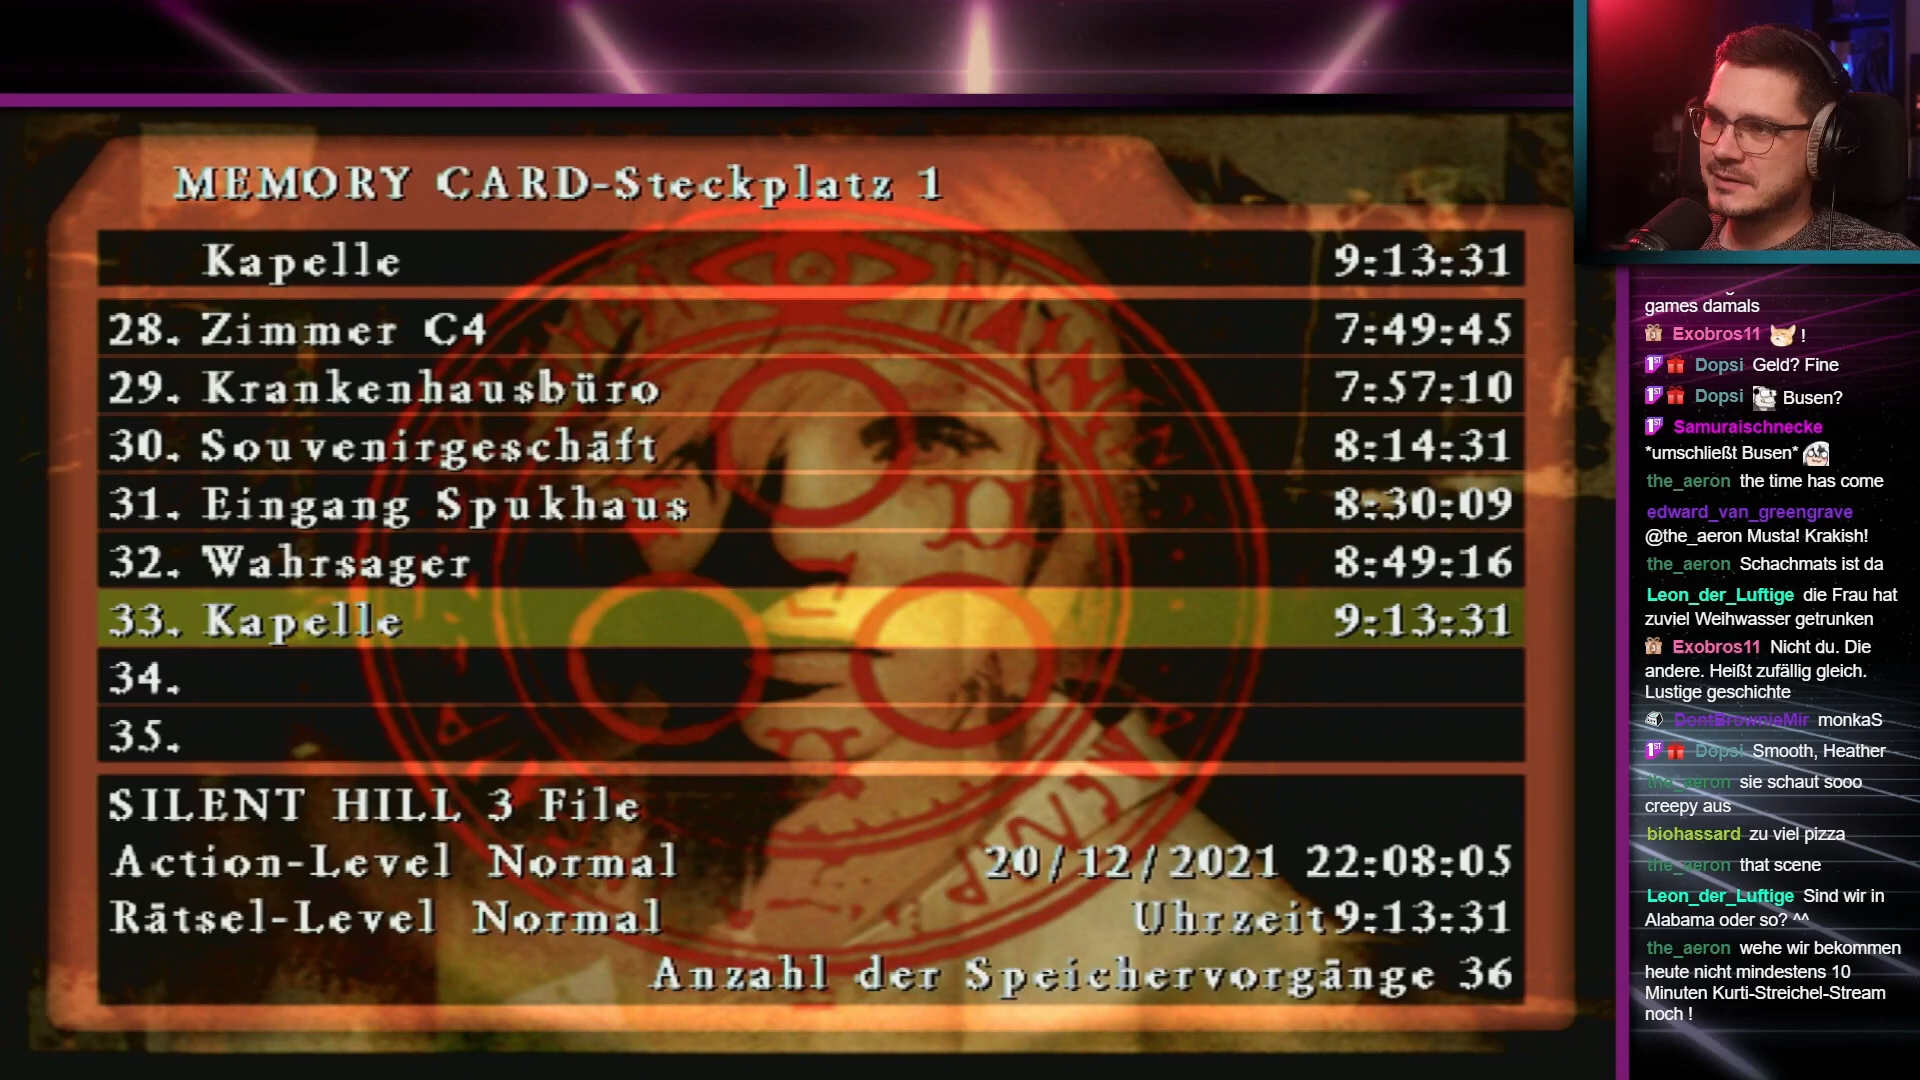 MEMORY CARD-Steckplatz 1
Kapelle 9:13:31
28. Zimmer C4 7:49:45
29. Krankenhausbüro 7:57:10
30. Souvenirgeschäft 8:14:31
31. Eingang Spukhaus 8:30:09
32. Wahrsager 8:49:16
33. Kapelle 9:13:31
34.
35.
SILENT HILL 3 File
Action-Level Normal 20/12/2021 22:08:05
Rätsel-Level Normal Uhrzeit 9:13:31
Anzahl der Speichervorgänge 36
games damals
Exobros11 !
Dopsi Geld? Fine
Dopsi Busen?
Samuraischnecke
*umschließt Busen*
the_aeron the time has come
edward_van_greengrave
@the_aeron Musta! Krakish!
the_aeron Schachmats ist da
Leon_der_Luftige die Frau hat
zuviel Weihwasser getrunken
Exobros11 Nicht du. Die
andere. Heißt zufällig gleich.
Lustige geschichte
DontBrownieMir monkaS
Dopsi Smooth, Heather
the_aeron sie schaut sooo
creepy aus
biohassard zu viel pizza
the_aeron that scene
Leon_der_Luftige Sind wir in
Alabama oder so? ^^
the_aeron wehe wir bekommen
heute nicht mindestens 10
Minuten Kurti-Streichel-Stream
noch !